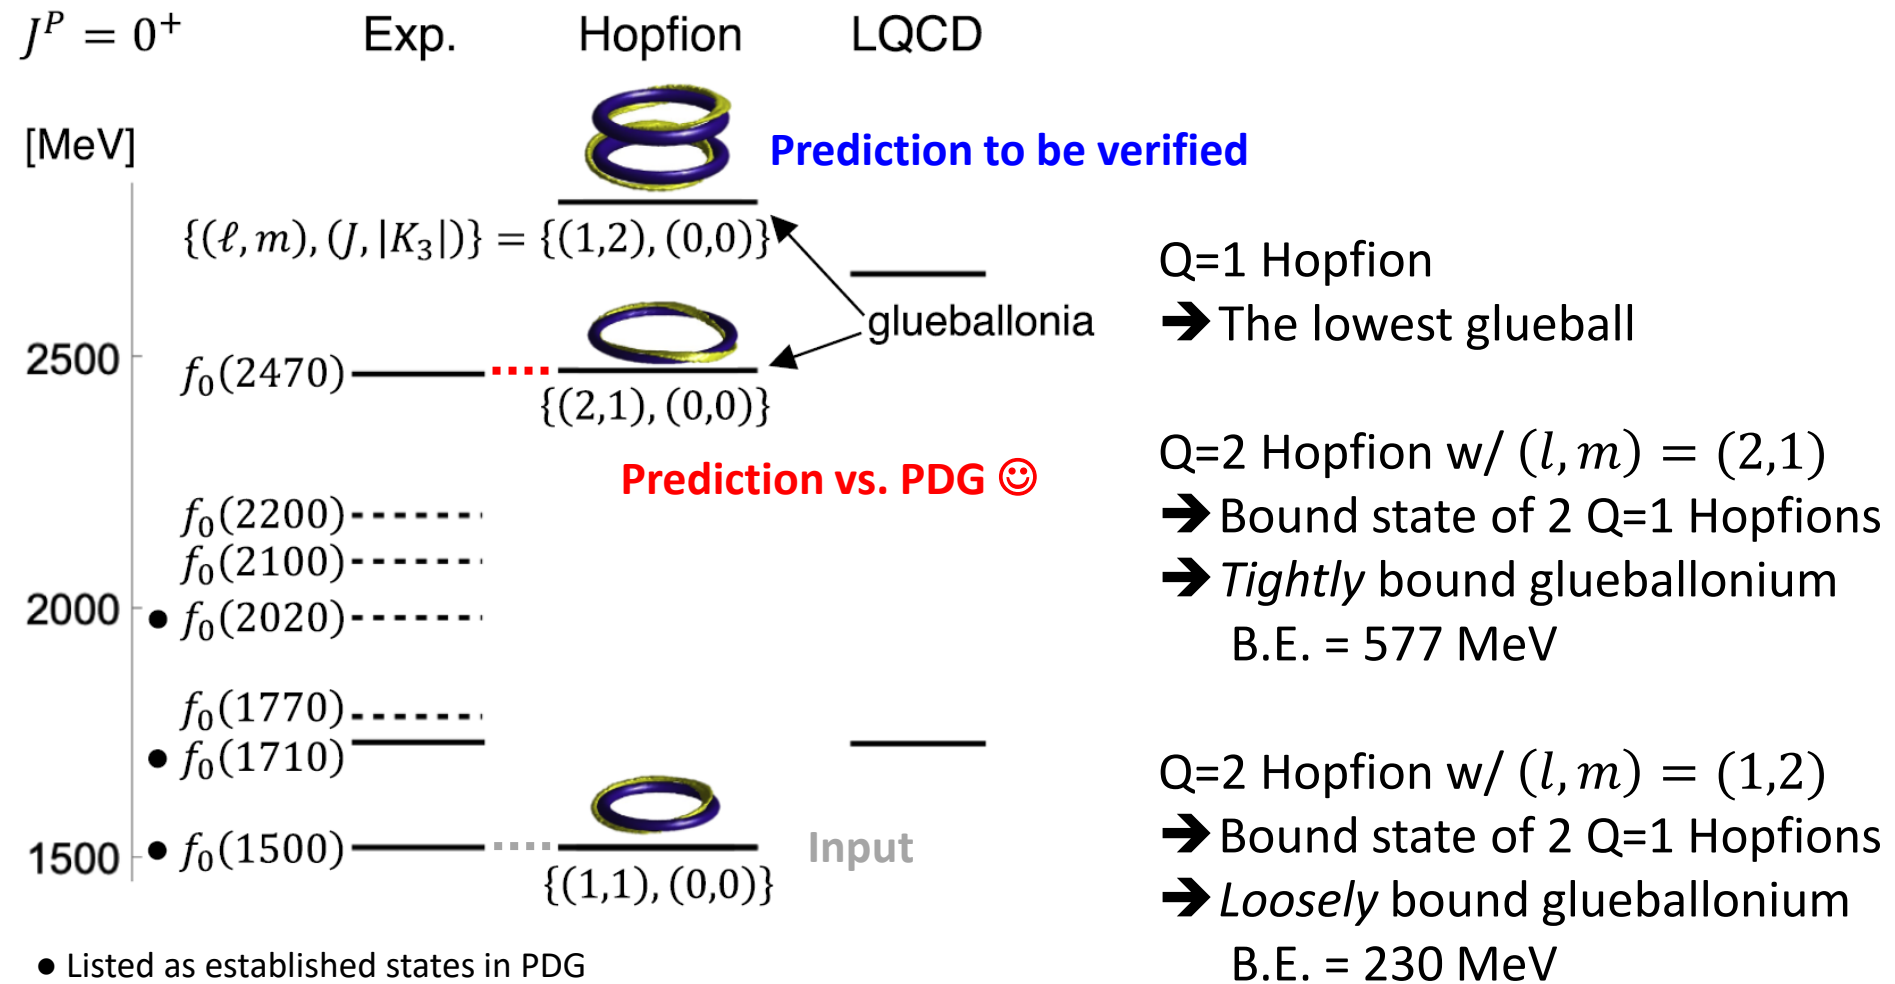 J^P = 0^+
Exp.
Hopfion
LQCD
[MeV]
Prediction to be verified
{(ℓ, m), (J, |K₃|)} = {(1,2), (0,0)}
glueballonia
2500
f₀(2470)
{(2,1), (0,0)}
Prediction vs. PDG ☺
f₀(2200)
f₀(2100)
2000
● f₀(2020)
f₀(1770)
● f₀(1710)
1500
● f₀(1500)
Input
{(1,1), (0,0)}
● Listed as established states in PDG
Q=1 Hopfion
➔ The lowest glueball
Q=2 Hopfion w/ (l, m) = (2,1)
➔ Bound state of 2 Q=1 Hopfions
➔ Tightly bound glueballonium
B.E. = 577 MeV
Q=2 Hopfion w/ (l, m) = (1,2)
➔ Bound state of 2 Q=1 Hopfions
➔ Loosely bound glueballonium
B.E. = 230 MeV